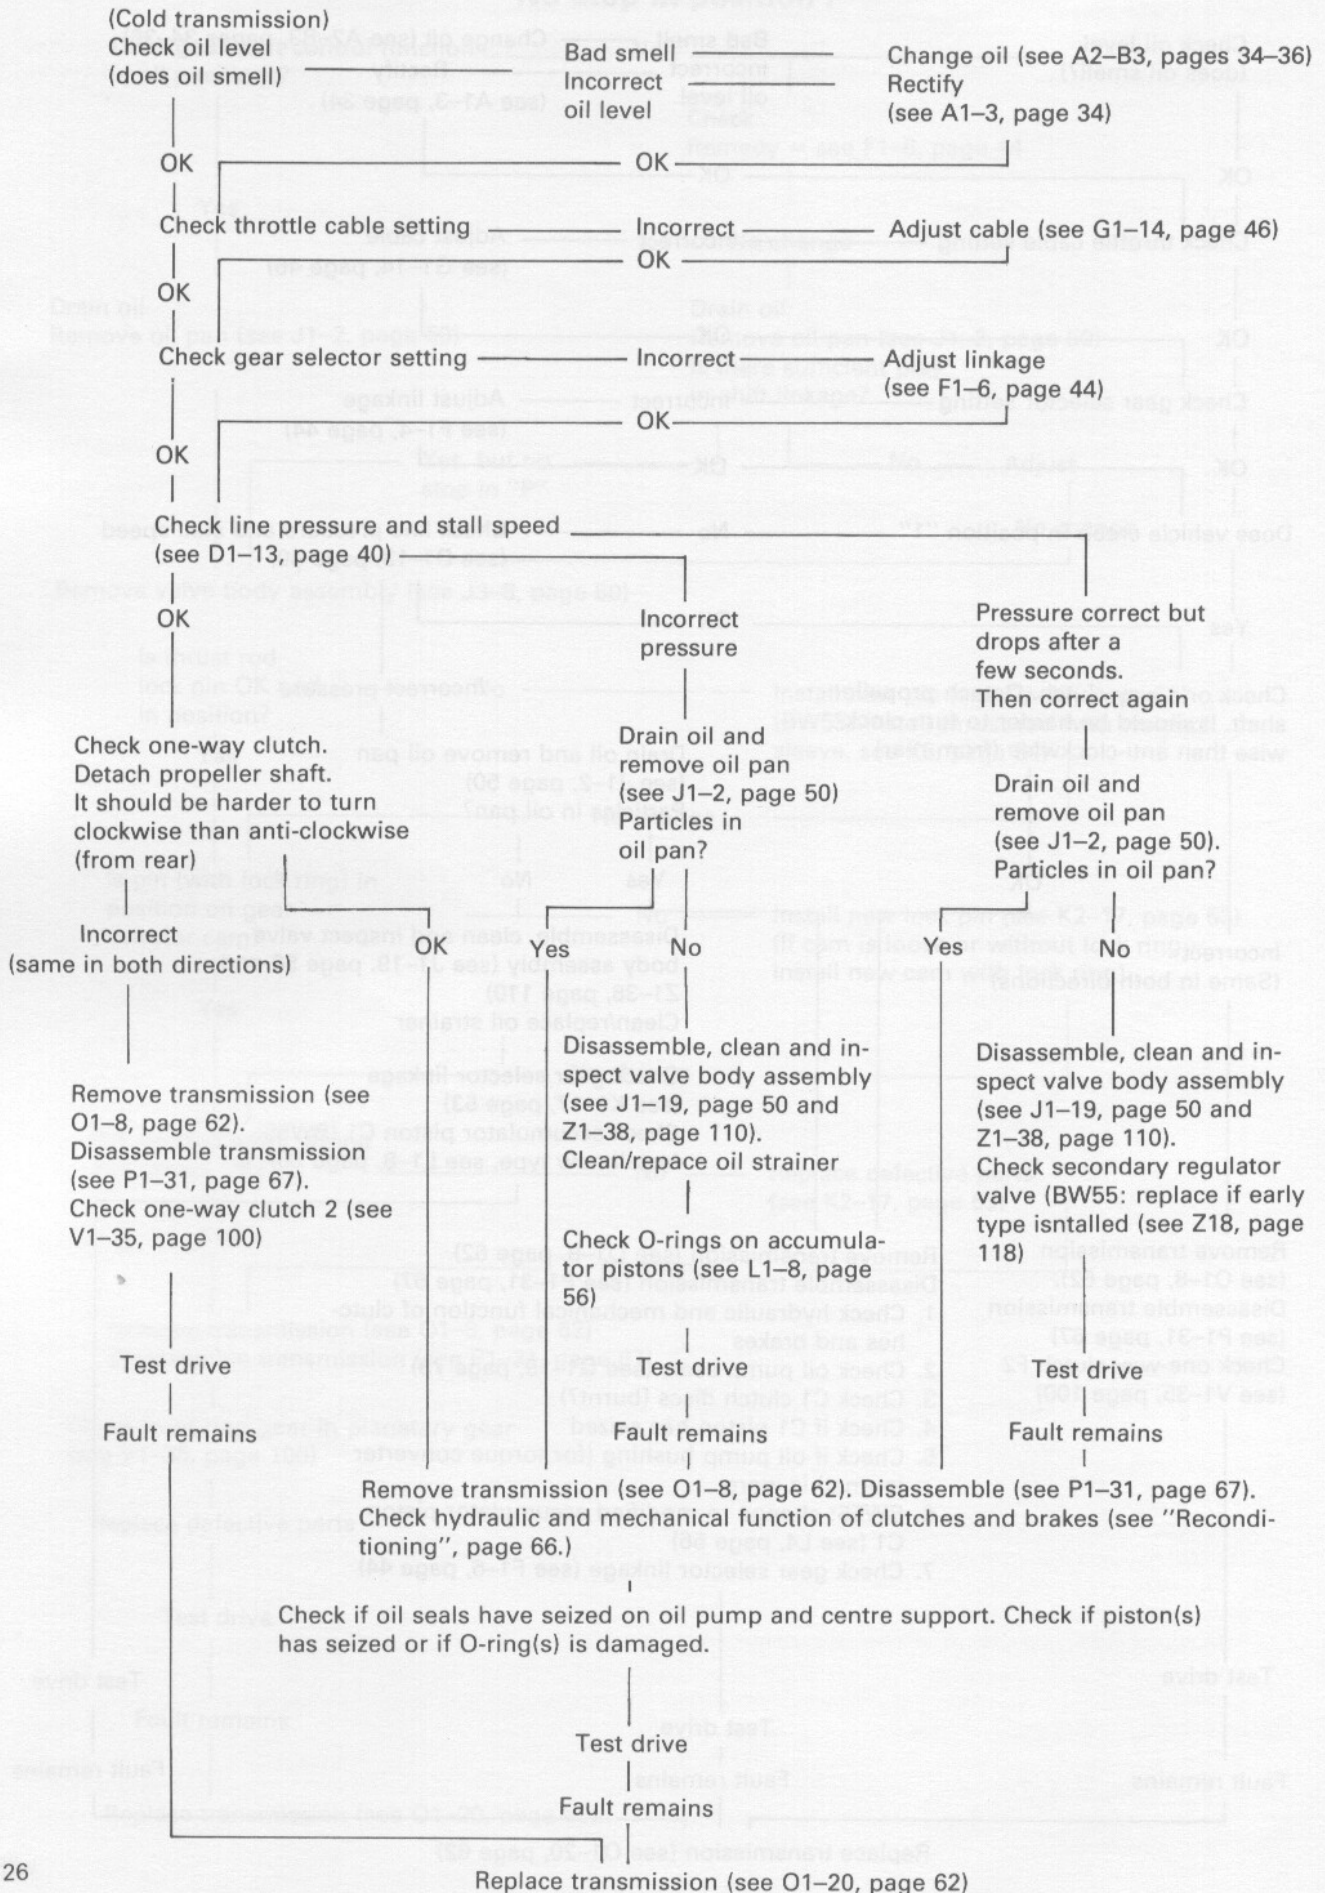 (Cold transmission)
Check oil level
(does oil smell)
Bad smell
Incorrect
oil level
Change oil (see A2–B3, pages 34–36)
Rectify
(see A1–3, page 34)
OK
OK
Check throttle cable setting
Incorrect
Adjust cable (see G1–14, page 46)
OK
OK
Check gear selector setting
Incorrect
Adjust linkage
(see F1–6, page 44)
OK
OK
Check line pressure and stall speed
(see D1–13, page 40)
OK
Incorrect
pressure
Pressure correct but
drops after a
few seconds.
Then correct again
Check one-way clutch.
Detach propeller shaft.
It should be harder to turn
clockwise than anti-clockwise
(from rear)
Drain oil and
remove oil pan
(see J1–2, page 50)
Particles in
oil pan?
Drain oil and
remove oil pan
(see J1–2, page 50).
Particles in oil pan?
Incorrect
(same in both directions)
OK
Yes
No
Yes
No
Remove transmission (see
O1–8, page 62).
Disassemble transmission
(see P1–31, page 67).
Check one-way clutch 2 (see
V1–35, page 100)
Disassemble, clean and in-
spect valve body assembly
(see J1–19, page 50 and
Z1–38, page 110).
Clean/repace oil strainer
Check O-rings on accumula-
tor pistons (see L1–8, page
56)
Disassemble, clean and in-
spect valve body assembly
(see J1–19, page 50 and
Z1–38, page 110).
Check secondary regulator
valve (BW55: replace if early
type isntalled (see Z18, page
118)
Test drive
Test drive
Test drive
Fault remains
Fault remains
Fault remains
Remove transmission (see O1–8, page 62). Disassemble (see P1–31, page 67).
Check hydraulic and mechanical function of clutches and brakes (see "Recondi-
tioning", page 66.)
Check if oil seals have seized on oil pump and centre support. Check if piston(s)
has seized or if O-ring(s) is damaged.
Test drive
Fault remains
Replace transmission (see O1–20, page 62)
26